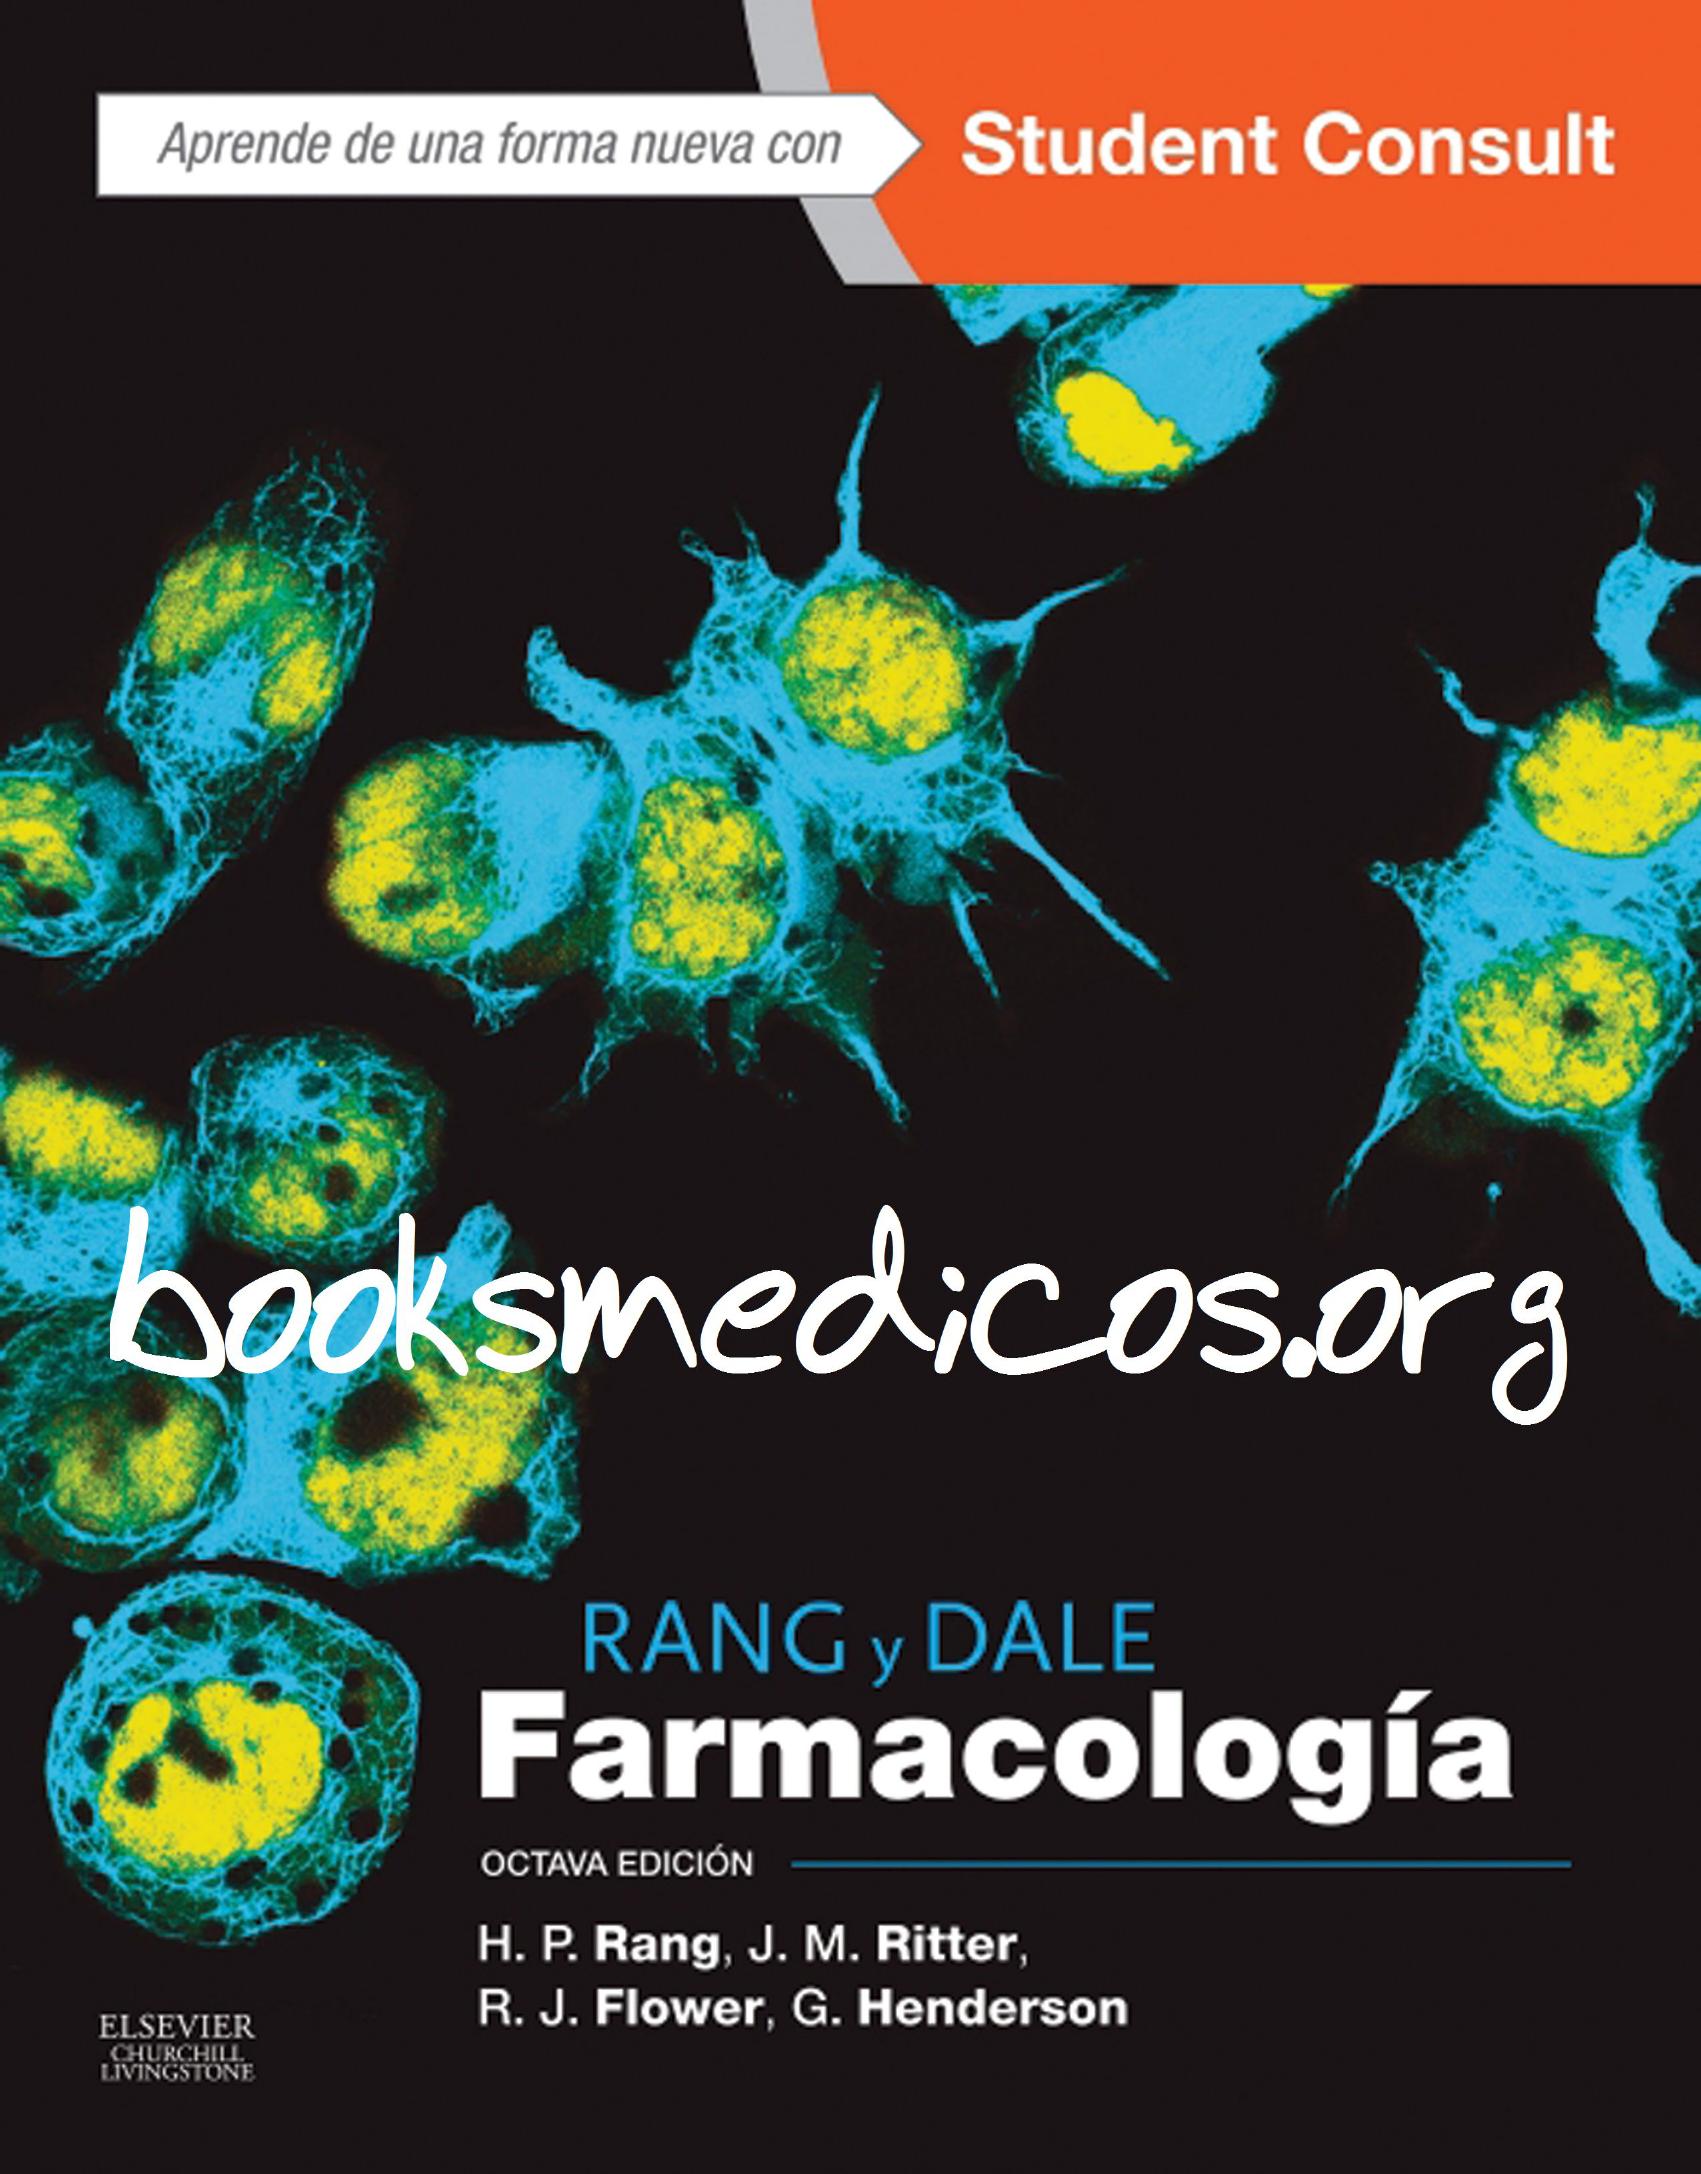 Aprende de una forma nueva con
Student Consult
booksmedicos.org
RANG y DALE
Farmacología
OCTAVA EDICIÓN
H. P. Rang, J. M. Ritter,
R. J. Flower, G. Henderson
ELSEVIER
CHURCHILL
LIVINGSTONE